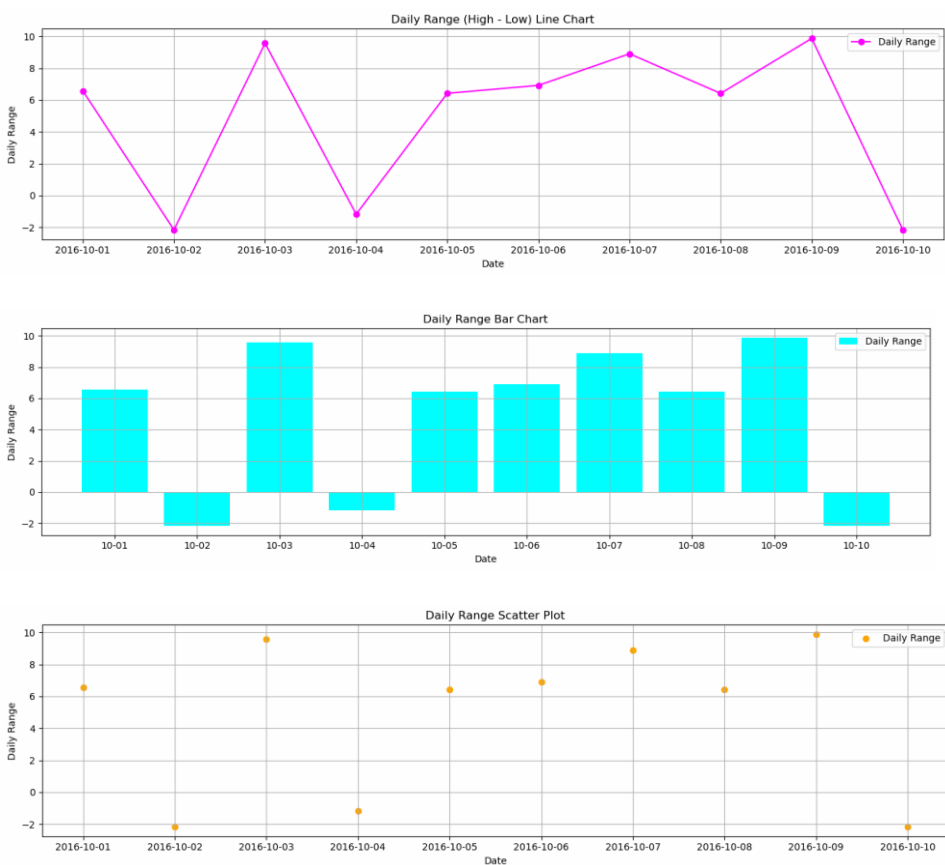 Daily Range (High - Low) Line Chart
10
8
6
4
2
0
−2
Daily Range
Daily Range
2016-10-01 2016-10-02 2016-10-03 2016-10-04 2016-10-05 2016-10-06 2016-10-07 2016-10-08 2016-10-09 2016-10-10
Date
Daily Range Bar Chart
10
8
6
4
2
0
−2
Daily Range
Daily Range
10-01 10-02 10-03 10-04 10-05 10-06 10-07 10-08 10-09 10-10
Date
Daily Range Scatter Plot
10
8
6
4
2
0
−2
Daily Range
Daily Range
2016-10-01 2016-10-02 2016-10-03 2016-10-04 2016-10-05 2016-10-06 2016-10-07 2016-10-08 2016-10-09 2016-10-10
Date